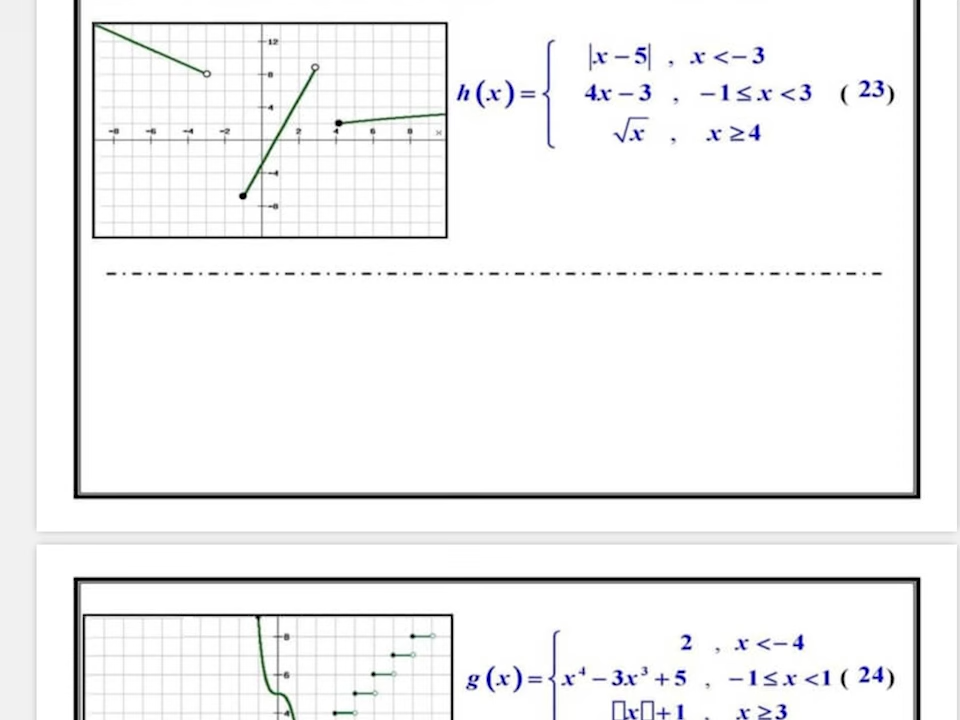 |x − 5| , x < −3
h(x) = { 4x − 3 , −1 ≤ x < 3 ( 23)
√x , x ≥ 4
12
8
4
-8 -6 -4 -2 2 4 6 8 x
-4
-8
2 , x < −4
g(x) = { x⁴ − 3x³ + 5 , −1 ≤ x < 1 ( 24)
▯x▯+1 , x ≥ 3
8
6
4